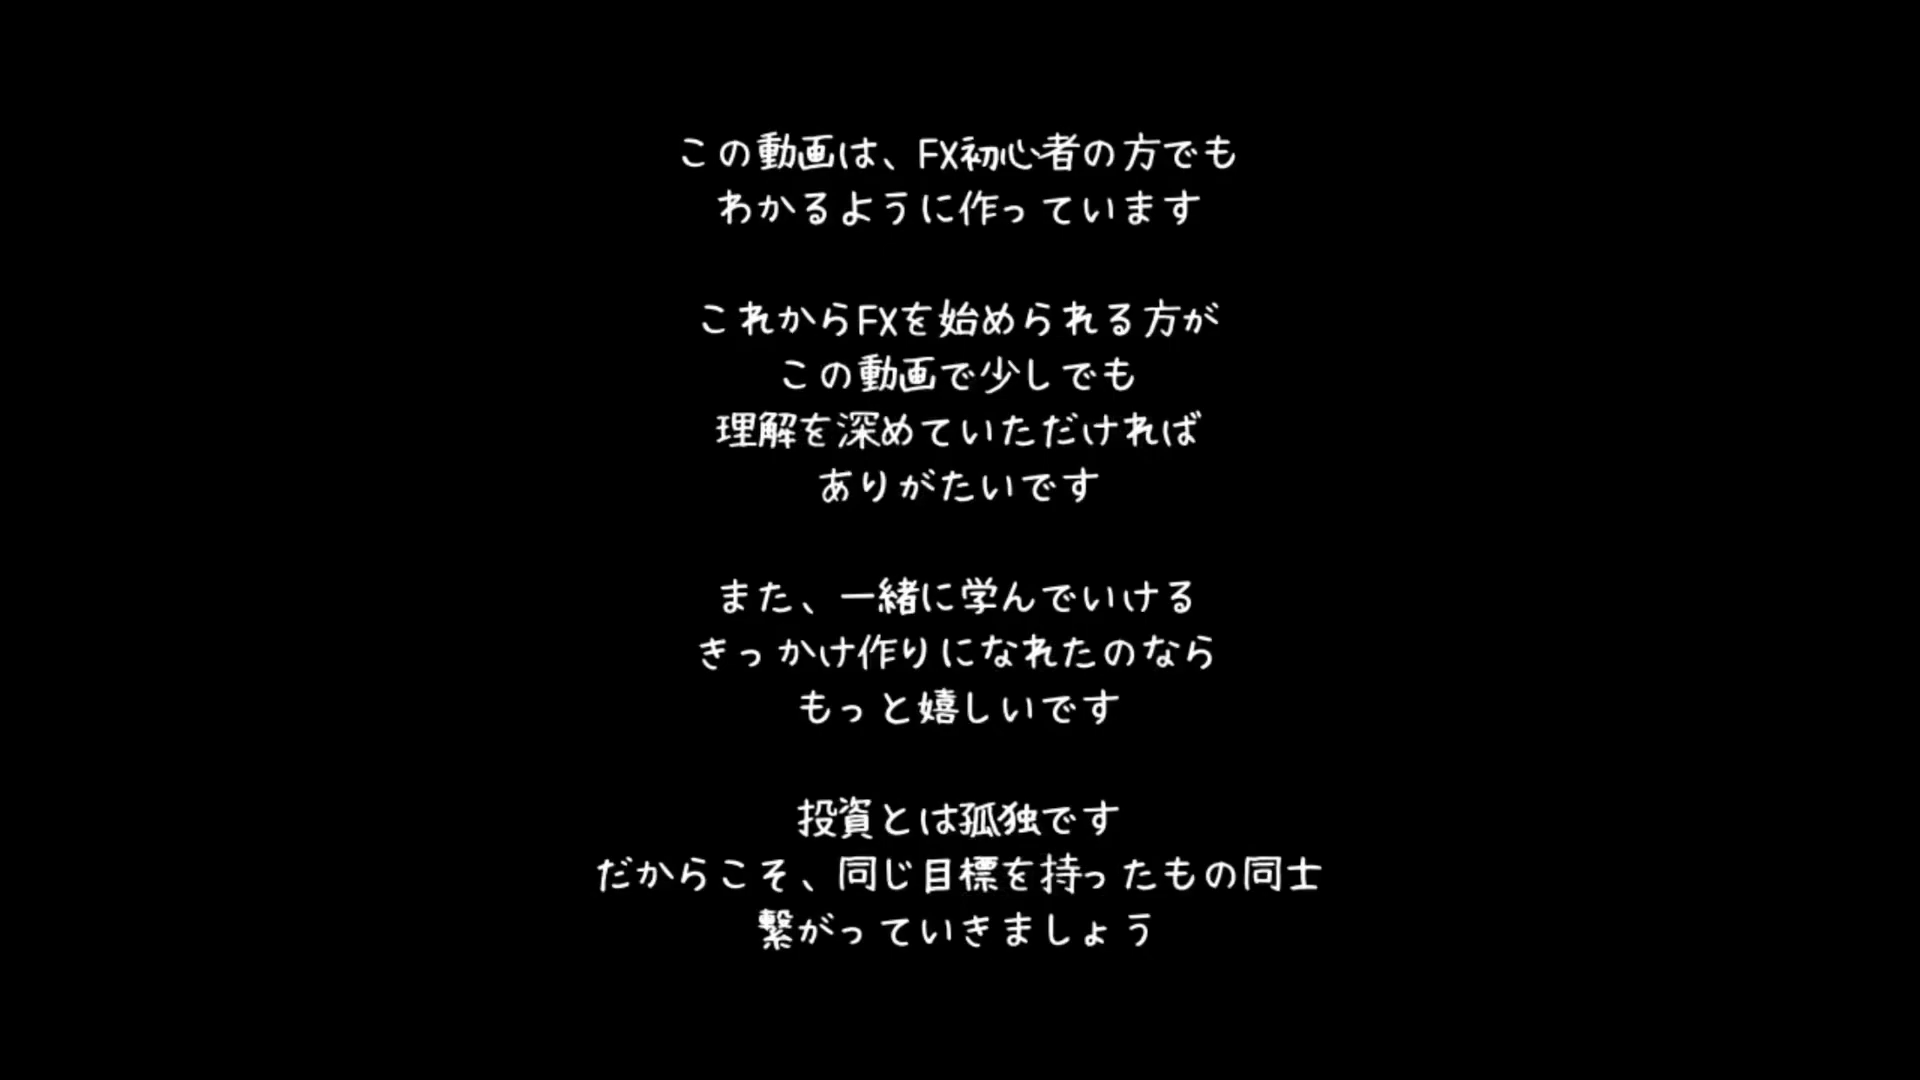 この動画は、FX初心者の方でも
わかるように作っています
これからFXを始められる方が
この動画で少しでも
理解を深めていただければ
ありがたいです
また、一緒に学んでいける
きっかけ作りになれたのなら
もっと嬉しいです
投資とは孤独です
だからこそ、同じ目標を持ったもの同士
繋がっていきましょう